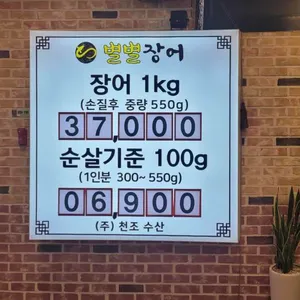 별별장어
장어 1kg
(손질후 중량 550g)
37,000
순살기준 100g
(1인분 300~550g)
06,900
(주) 천조 수산